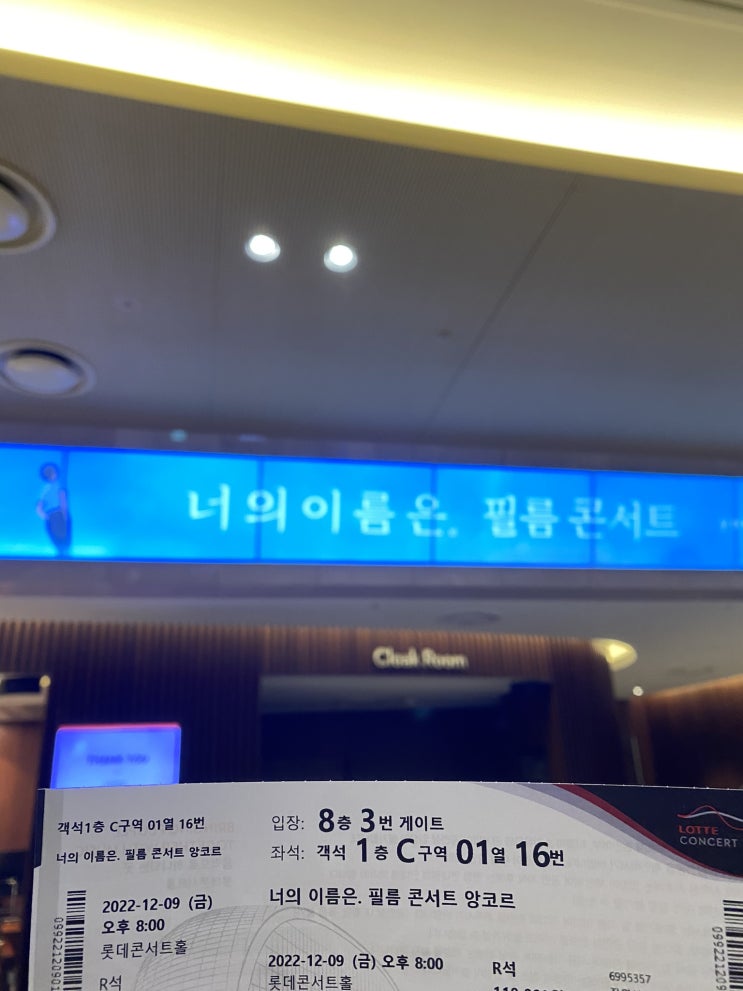 너의 이름은. 필름 콘서트
Cloak Room
THANK YOU
객석1층 C구역 01열 16번
너의 이름은. 필름 콘서트 앙코르
2022-12-09 (금)
오후 8:00
롯데콘서트홀
R석
입장: 8층 3번 게이트
좌석: 객석 1층 C구역 01열 16번
너의 이름은. 필름 콘서트 앙코르
2022-12-09 (금) 오후 8:00
롯데콘서트홀
R석
6995357
LOTTE
CONCERT